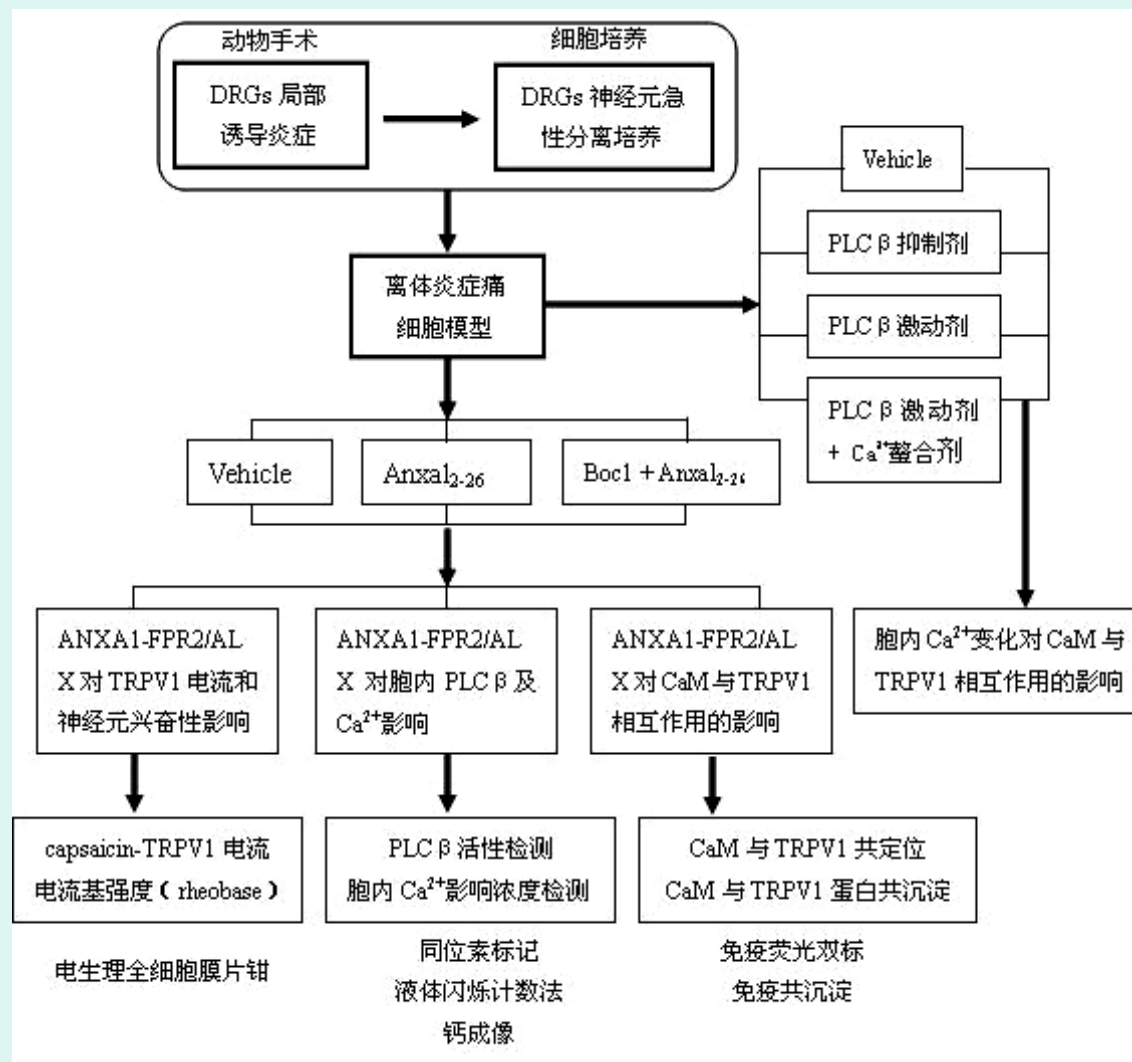 动物手术
细胞培养
DRGs 局部
诱导炎症
DRGs 神经元急
性分离培养
Vehicle
PLC β 抑制剂
PLC β 激动剂
PLC β 激动剂
+ Ca²⁺螯合剂
离体炎症痛
细胞模型
Vehicle
Anxa1₂₋₂₆
Boc1 +Anxa1₂₋₂₆
ANXA1-FPR2/AL
X 对 TRPV1 电流和
神经元兴奋性影响
ANXA1-FPR2/AL
X 对胞内 PLC β 及
Ca²⁺影响
ANXA1-FPR2/AL
X 对 CaM 与 TRPV1
相互作用的影响
胞内 Ca²⁺变化对 CaM 与
TRPV1 相互作用的影响
capsaicin-TRPV1 电流
电流基强度（rheobase）
PLC β 活性检测
胞内 Ca²⁺影响浓度检测
CaM 与 TRPV1 共定位
CaM 与 TRPV1 蛋白共沉淀
电生理全细胞膜片钳
同位素标记
液体闪烁计数法
钙成像
免疫荧光双标
免疫共沉淀